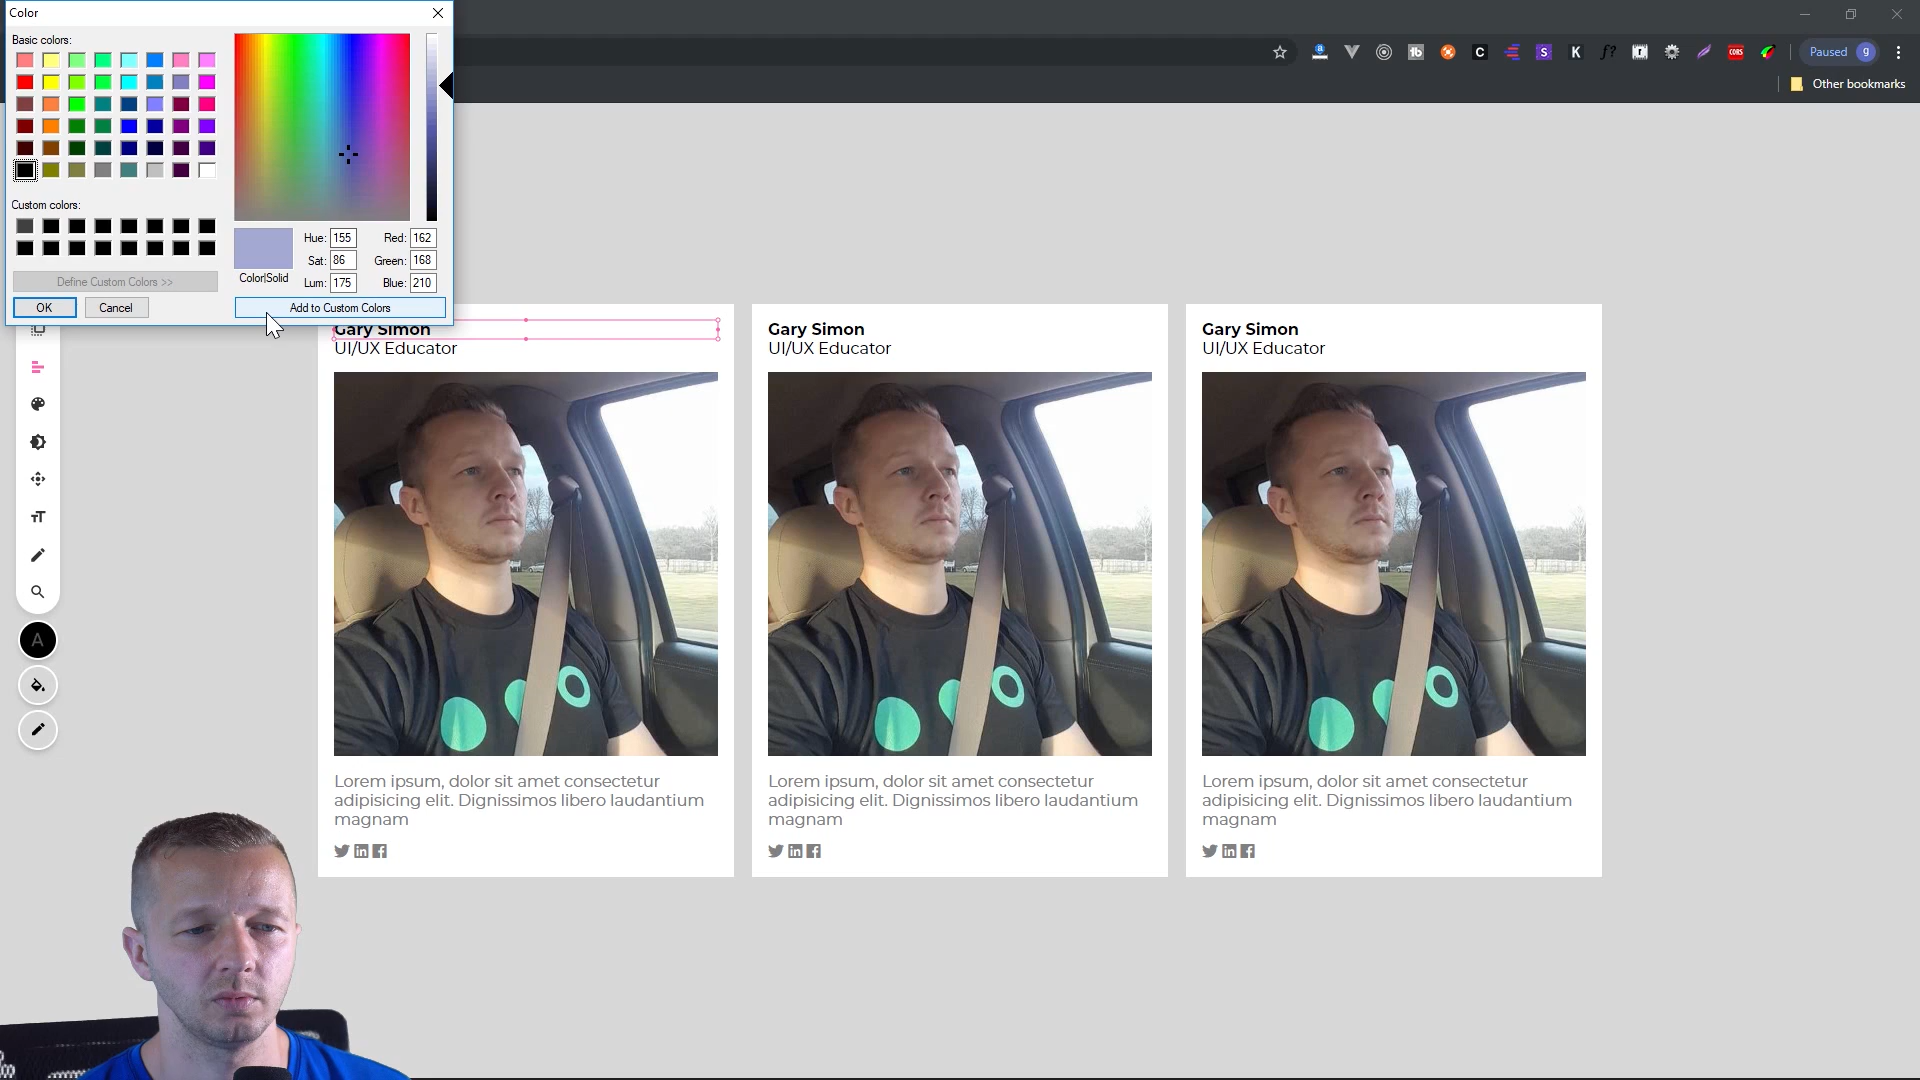 Color
Basic colors:
Custom colors:
Define Custom Colors >>
OK
Cancel
Color|Solid
Hue: 155
Sat: 86
Lum: 175
Red: 162
Green: 168
Blue: 210
Add to Custom Colors
Paused g
Other bookmarks
Gary Simon
UI/UX Educator
Lorem ipsum, dolor sit amet consectetur
adipisicing elit. Dignissimos libero laudantium
magnam
Gary Simon
UI/UX Educator
Lorem ipsum, dolor sit amet consectetur
adipisicing elit. Dignissimos libero laudantium
magnam
Gary Simon
UI/UX Educator
Lorem ipsum, dolor sit amet consectetur
adipisicing elit. Dignissimos libero laudantium
magnam
A